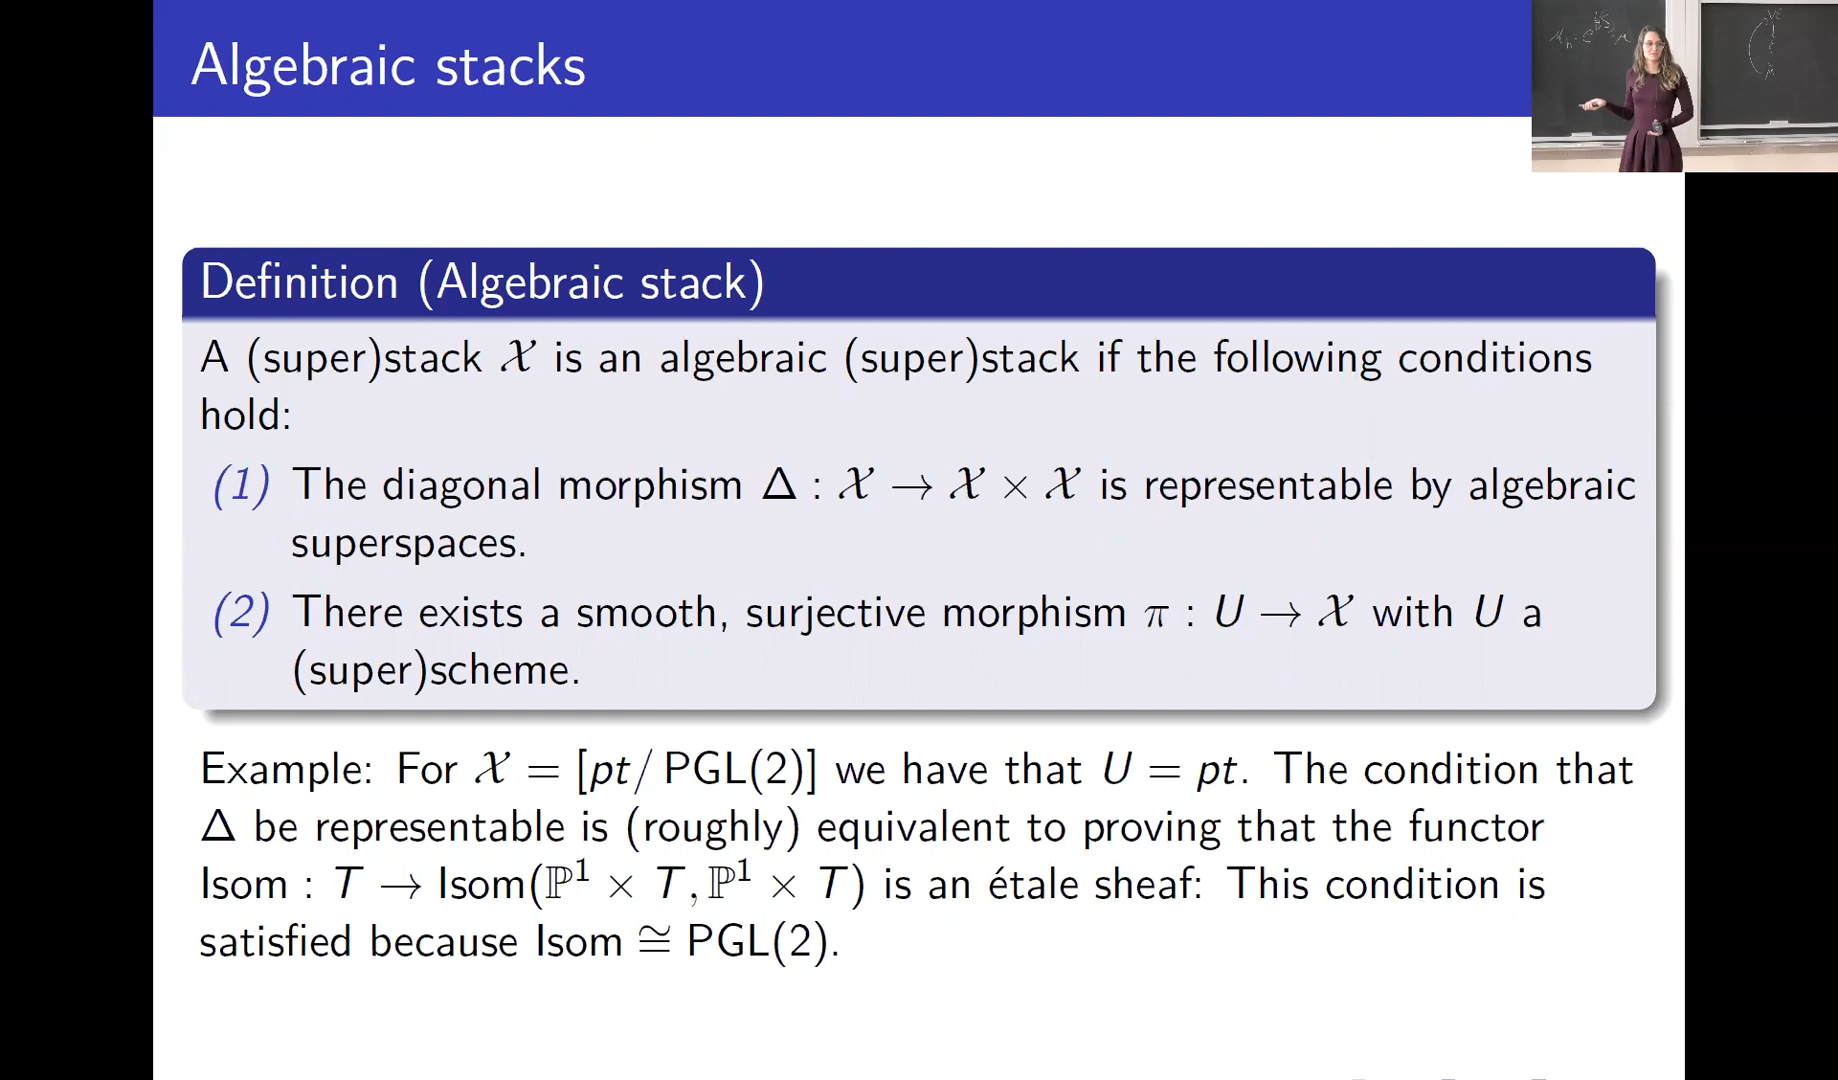 Algebraic stacks
Definition (Algebraic stack)
A (super)stack 𝒳 is an algebraic (super)stack if the following conditions
hold:
(1) The diagonal morphism Δ : 𝒳 → 𝒳 × 𝒳 is representable by algebraic
superspaces.
(2) There exists a smooth, surjective morphism π : U → 𝒳 with U a
(super)scheme.
Example: For 𝒳 = [pt/ PGL(2)] we have that U = pt. The condition that
Δ be representable is (roughly) equivalent to proving that the functor
Isom : T → Isom(ℙ¹ × T, ℙ¹ × T) is an étale sheaf: This condition is
satisfied because Isom ≅ PGL(2).